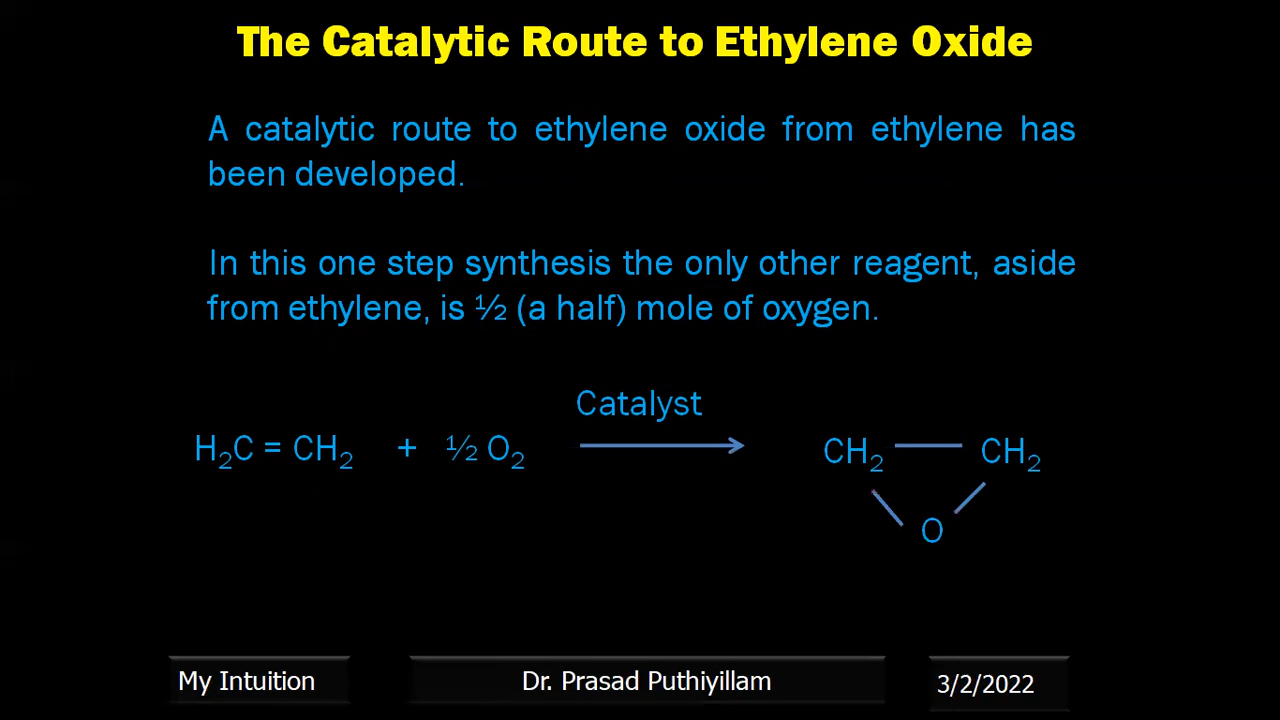 The Catalytic Route to Ethylene Oxide
A catalytic route to ethylene oxide from ethylene has
been developed.
In this one step synthesis the only other reagent, aside
from ethylene, is ½ (a half) mole of oxygen.
Catalyst
H₂C = CH₂ + ½ O₂ CH₂ CH₂
O
My Intuition
Dr. Prasad Puthiyillam
3/2/2022